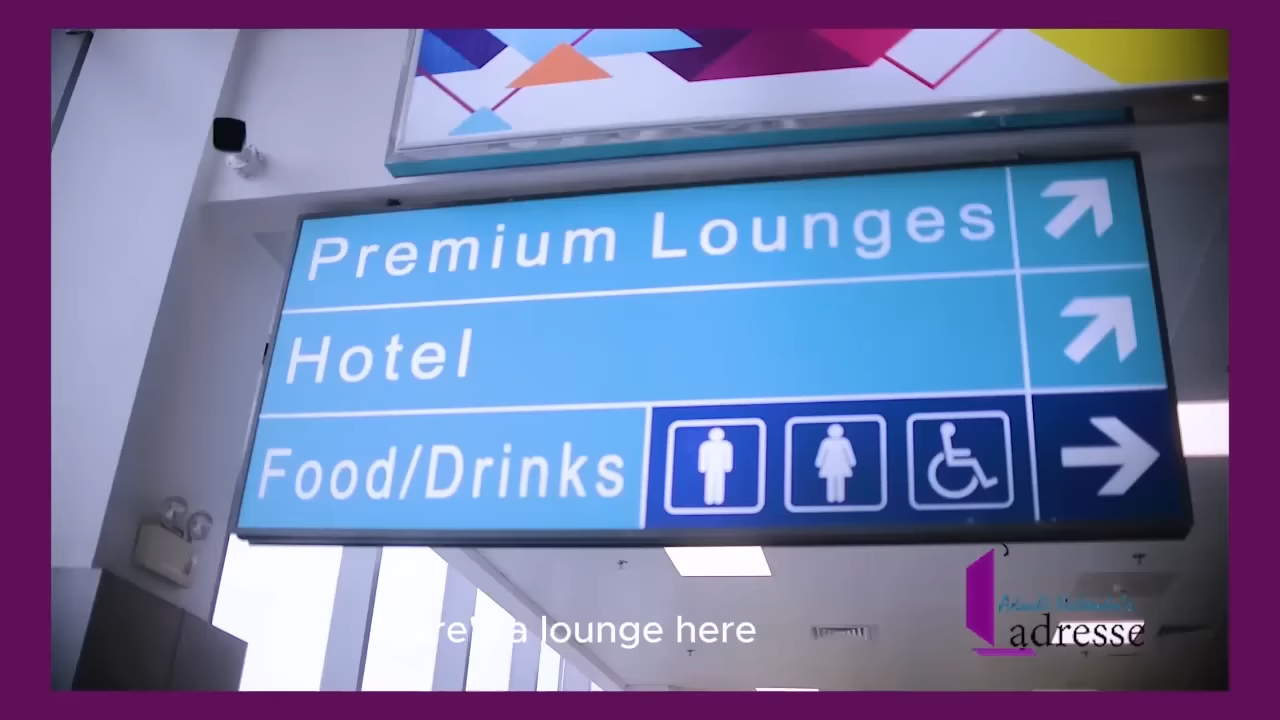 Premium Lounges
Hotel
Food/Drinks
a lounge here
adresse